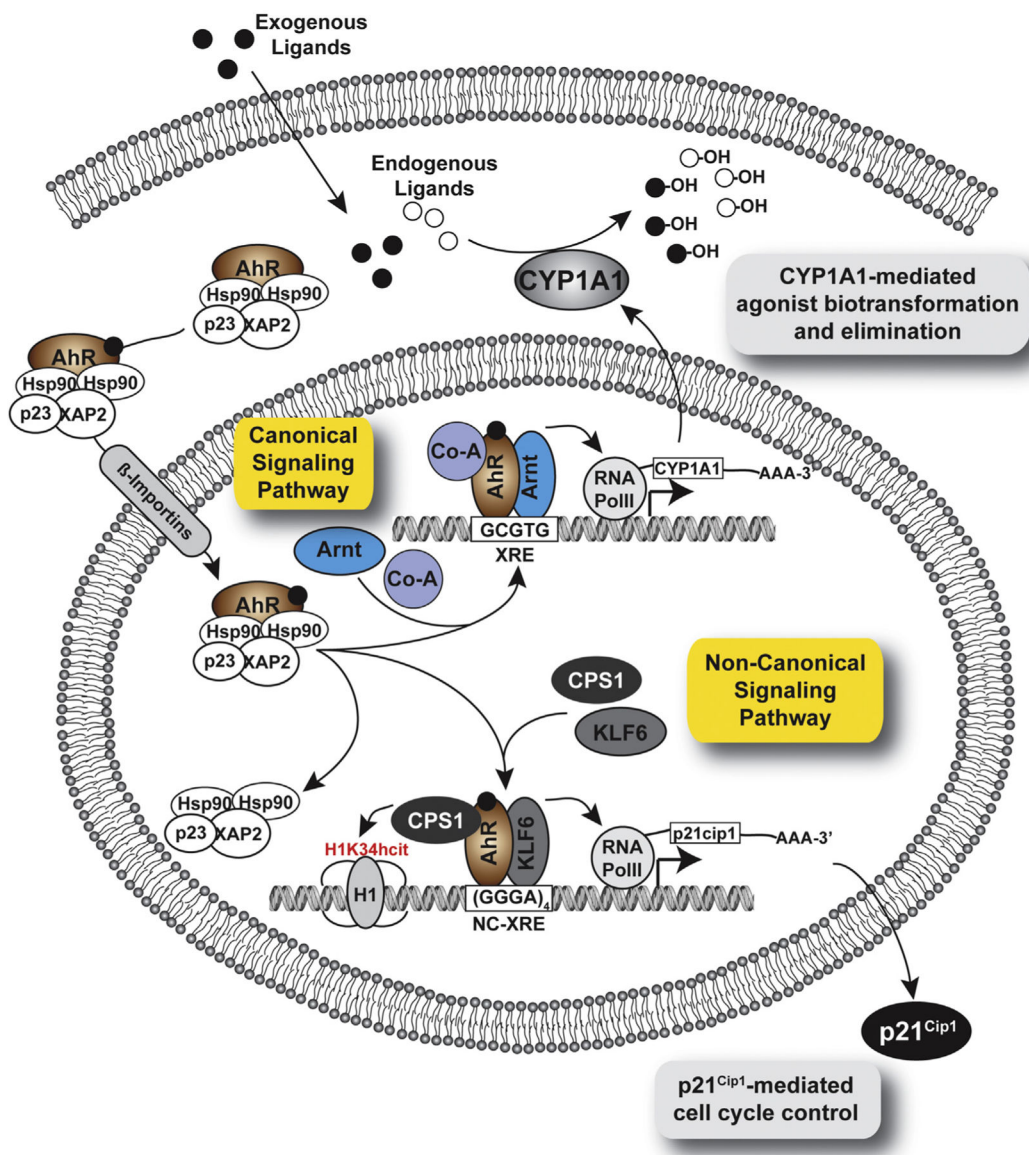 Exogenous
Ligands
Endogenous
Ligands
-OH
-OH
-OH
-OH
-OH
-OH
CYP1A1
CYP1A1-mediated
agonist biotransformation
and elimination
AhR
Hsp90 Hsp90
p23 XAP2
AhR
Hsp90 Hsp90
p23 XAP2
ß-Importins
Canonical
Signaling
Pathway
Co-A
AhR
Arnt
RNA
PolII
CYP1A1
AAA-3'
GCGTG
XRE
Arnt
Co-A
AhR
Hsp90 Hsp90
p23 XAP2
Non-Canonical
Signaling
Pathway
CPS1
KLF6
Hsp90 Hsp90
p23 XAP2
CPS1
AhR
KLF6
RNA
PolII
p21cip1
AAA-3'
H1K34hcit
H1
(GGGA)4
NC-XRE
p21Cip1
p21Cip1-mediated
cell cycle control